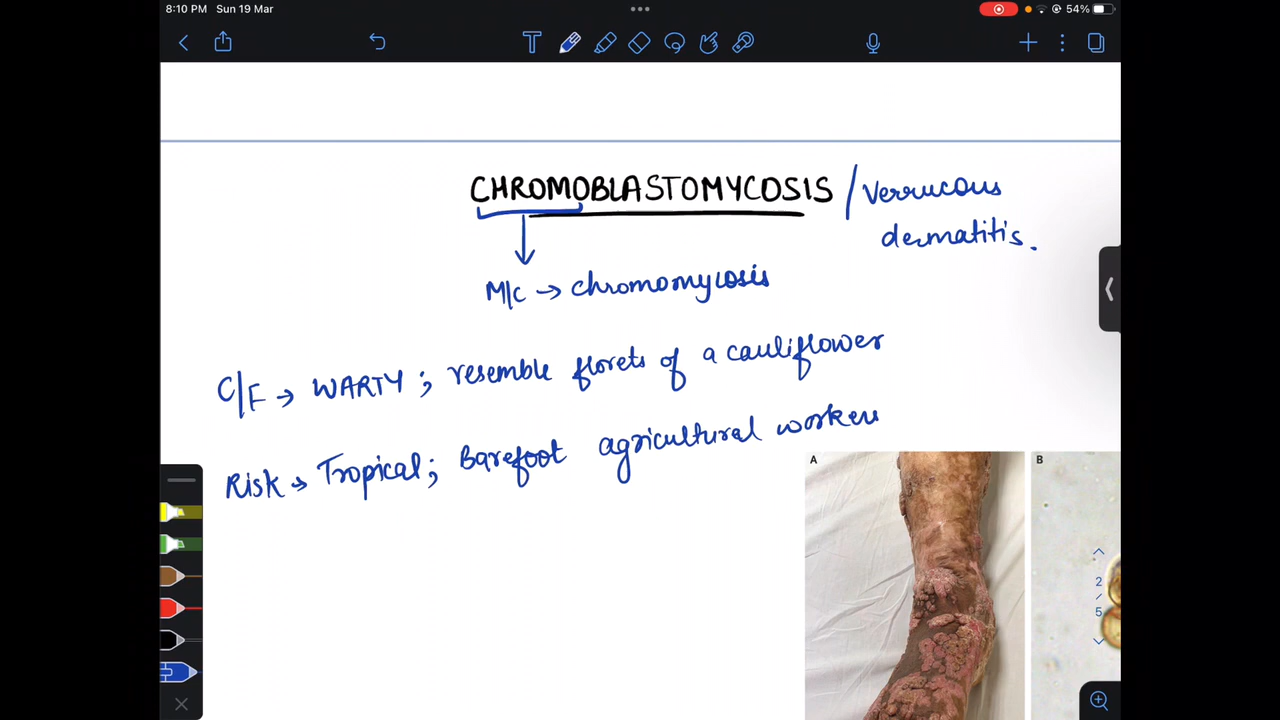 8:10 PM Sun 19 Mar
54%
CHROMOBLASTOMYCOSIS / Verrucous
dermatitis.
M/C → chromomycosis
C/F → WARTY ; resemble florets of a cauliflower
Risk → Tropical ; Barefoot agricultural workers
A
B
2
/
5